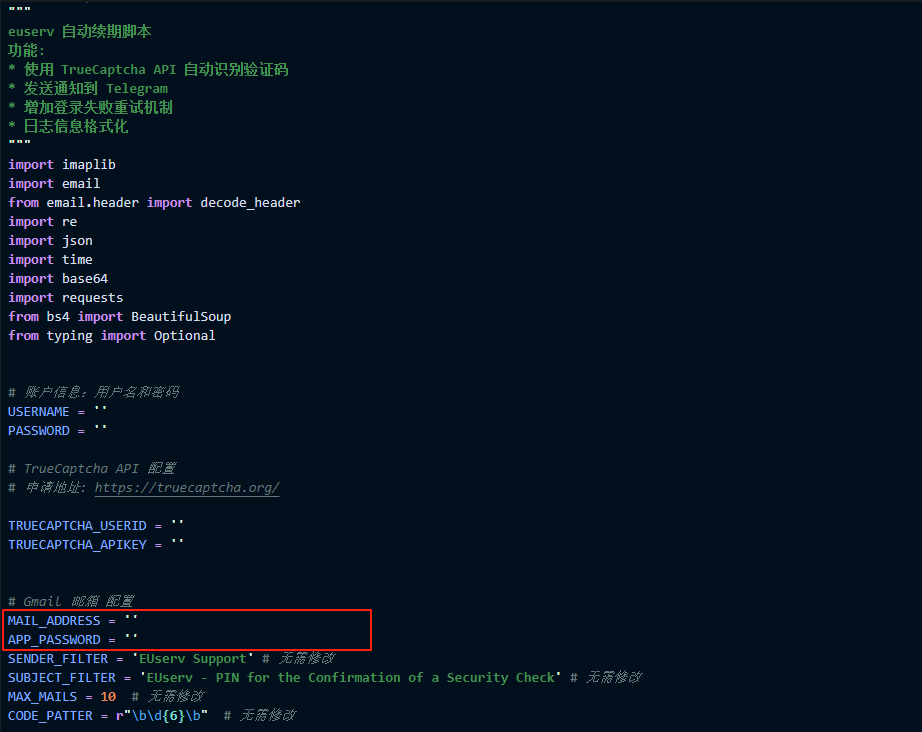 """
euserv 自动续期脚本
功能:
* 使用 TrueCaptcha API 自动识别验证码
* 发送通知到 Telegram
* 增加登录失败重试机制
* 日志信息格式化
"""
import imaplib
import email
from email.header import decode_header
import re
import json
import time
import base64
import requests
from bs4 import BeautifulSoup
from typing import Optional
# 账户信息：用户名和密码
USERNAME = ''
PASSWORD = ''
# TrueCaptcha API 配置
# 申请地址: https://truecaptcha.org/
TRUECAPTCHA_USERID = ''
TRUECAPTCHA_APIKEY = ''
# Gmail 邮箱 配置
MAIL_ADDRESS = ''
APP_PASSWORD = ''
SENDER_FILTER = 'EUserv Support' # 无需修改
SUBJECT_FILTER = 'EUserv - PIN for the Confirmation of a Security Check' # 无需修改
MAX_MAILS = 10  # 无需修改
CODE_PATTER = r"\b\d{6}\b"  # 无需修改